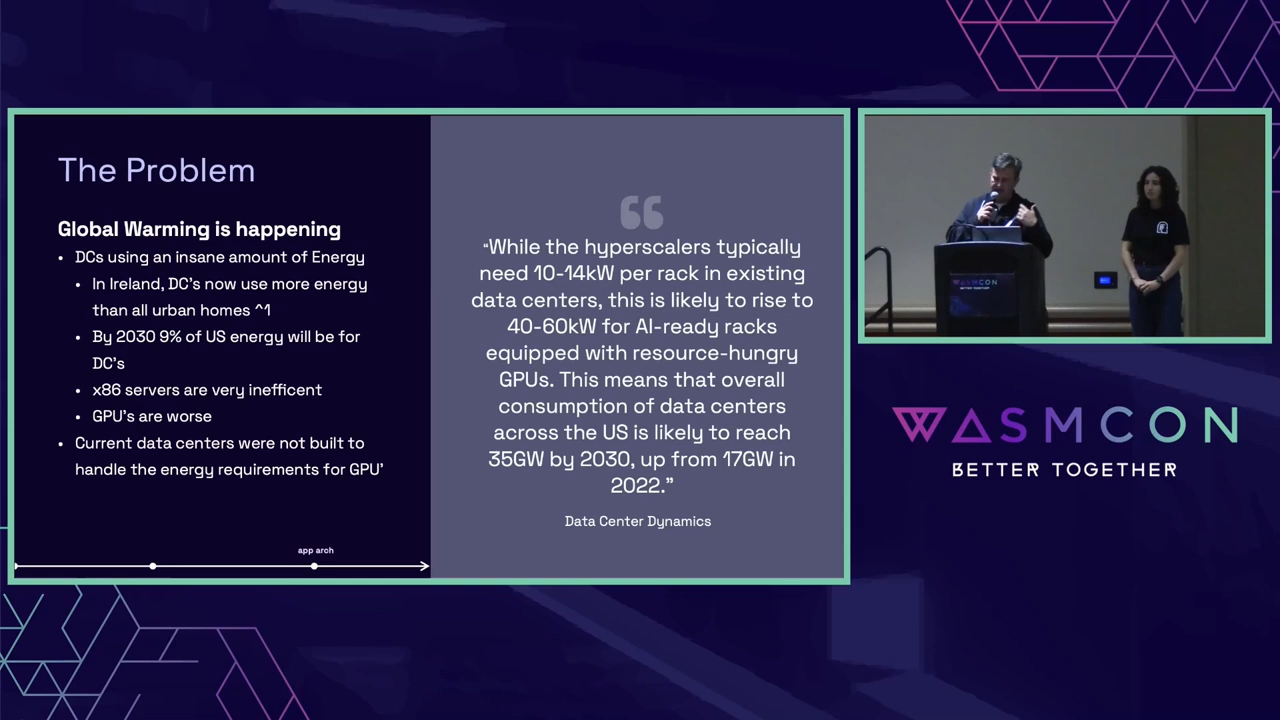 The Problem
Global Warming is happening
• DCs using an insane amount of Energy
• In Ireland, DC's now use more energy
than all urban homes ^1
• By 2030 9% of US energy will be for
DC's
• x86 servers are very inefficent
• GPU's are worse
• Current data centers were not built to
handle the energy requirements for GPU'
app arch
“While the hyperscalers typically
need 10-14kW per rack in existing
data centers, this is likely to rise to
40-60kW for AI-ready racks
equipped with resource-hungry
GPUs. This means that overall
consumption of data centers
across the US is likely to reach
35GW by 2030, up from 17GW in
2022.”
Data Center Dynamics
WASMCON
BETTER TOGETHER
WASMCON
BETTER TOGETHER